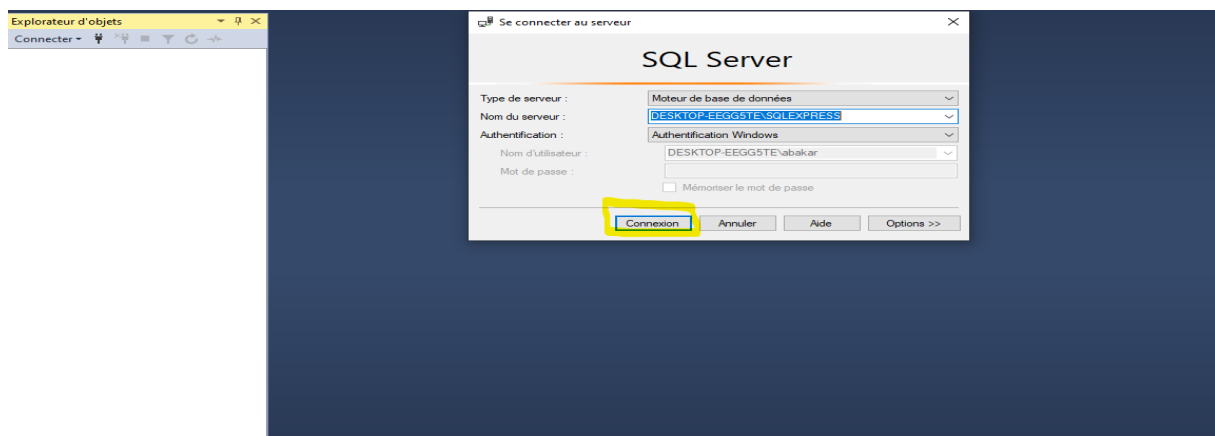 Explorateur d'objets
Connecter
Se connecter au serveur
SQL Server
Type de serveur :
Moteur de base de données
Nom du serveur :
DESKTOP-EEGG5TE\SQLEXPRESS
Authentification :
Authentification Windows
Nom d'utilisateur :
DESKTOP-EEGG5TE\abakar
Mot de passe :
Mémoriser le mot de passe
Connexion
Annuler
Aide
Options >>